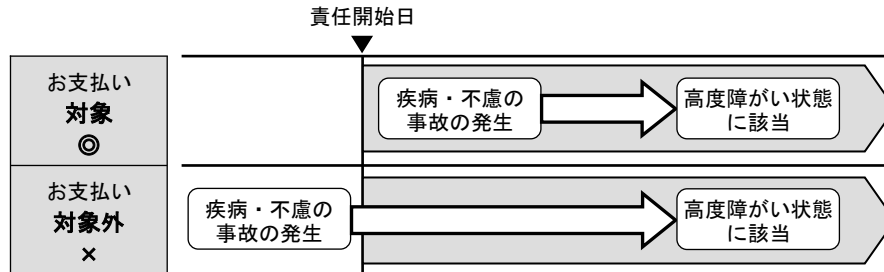 責任開始日
▼
お支払い
対象
◎
疾病・不慮の
事故の発生
高度障がい状態
に該当
お支払い
対象外
×
疾病・不慮の
事故の発生
高度障がい状態
に該当